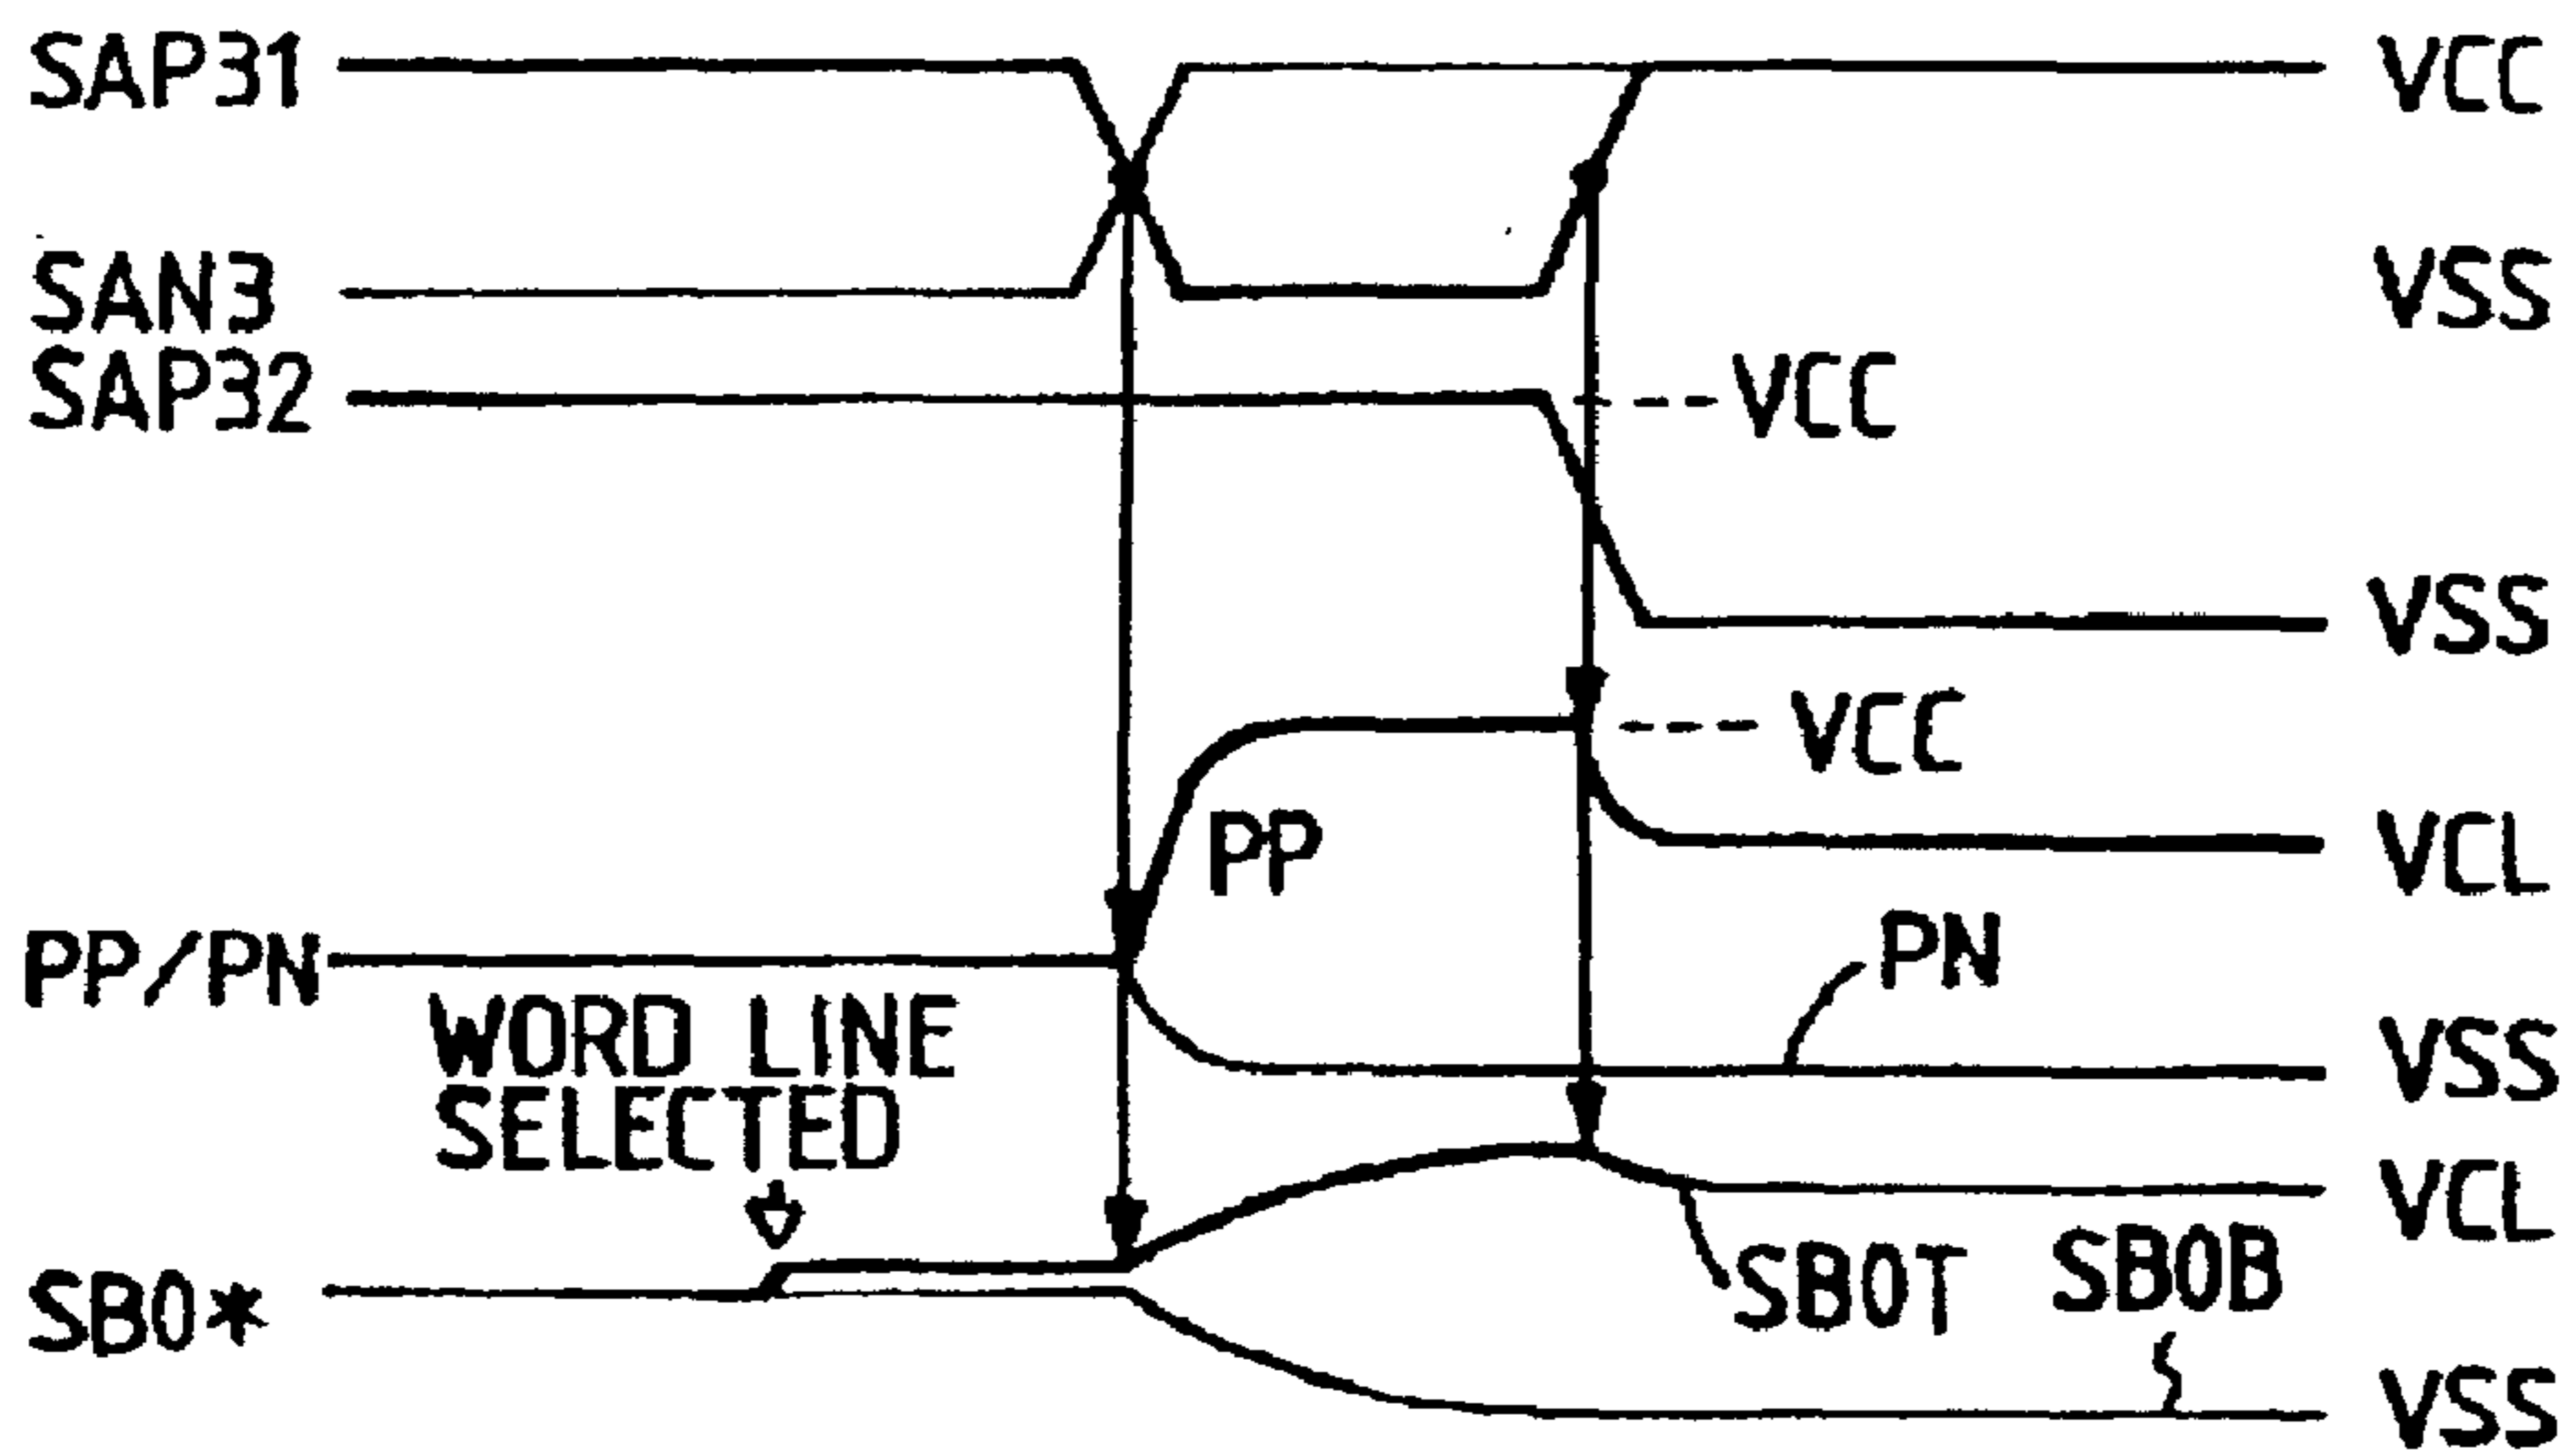 SAP31
VCC
SAN3
VSS
SAP32
VCC
VSS
VCC
PP
VCL
PP/PN
PN
WORD LINE
SELECTED
VSS
VCL
SB0*
SB0T
SB0B
VSS